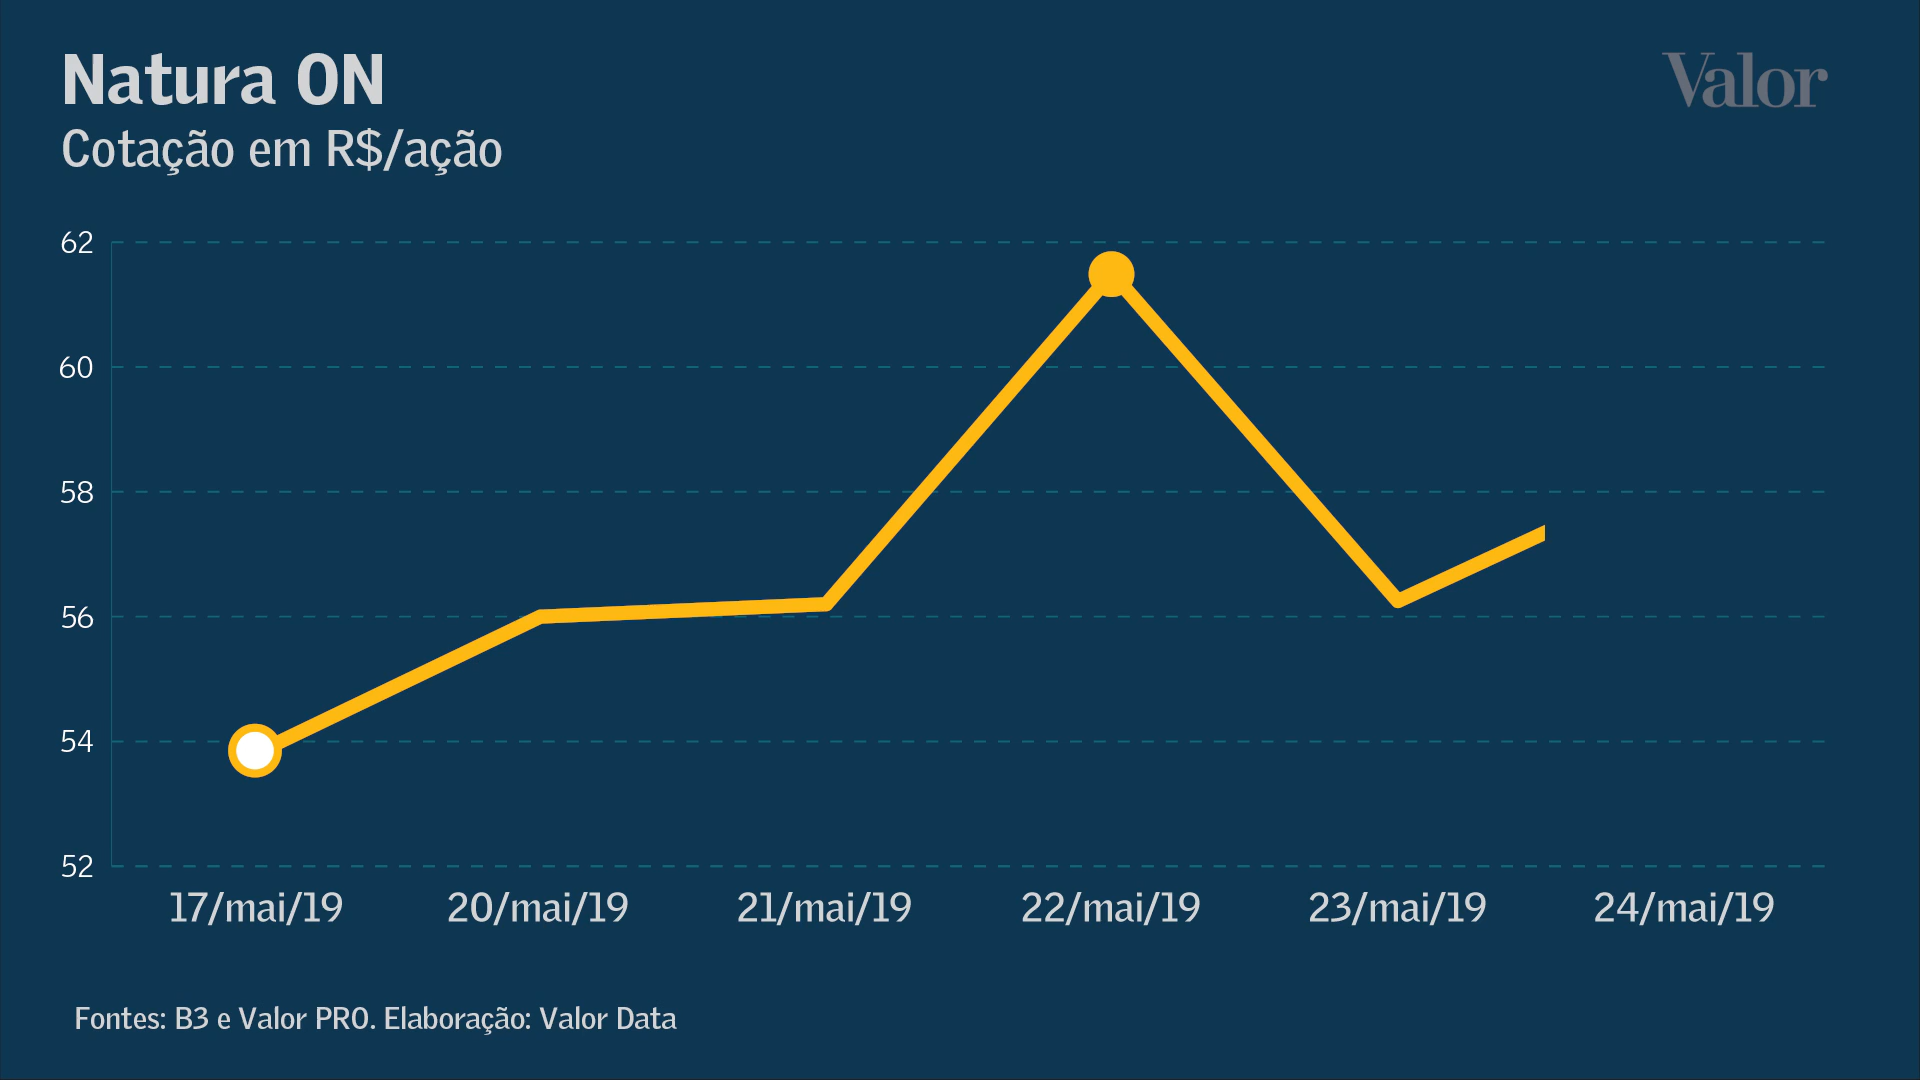 Natura ON
Valor
Cotação em R$/ação
62
60
58
56
54
52
17/mai/19 20/mai/19 21/mai/19 22/mai/19 23/mai/19 24/mai/19
Fontes: B3 e Valor PRO. Elaboração: Valor Data